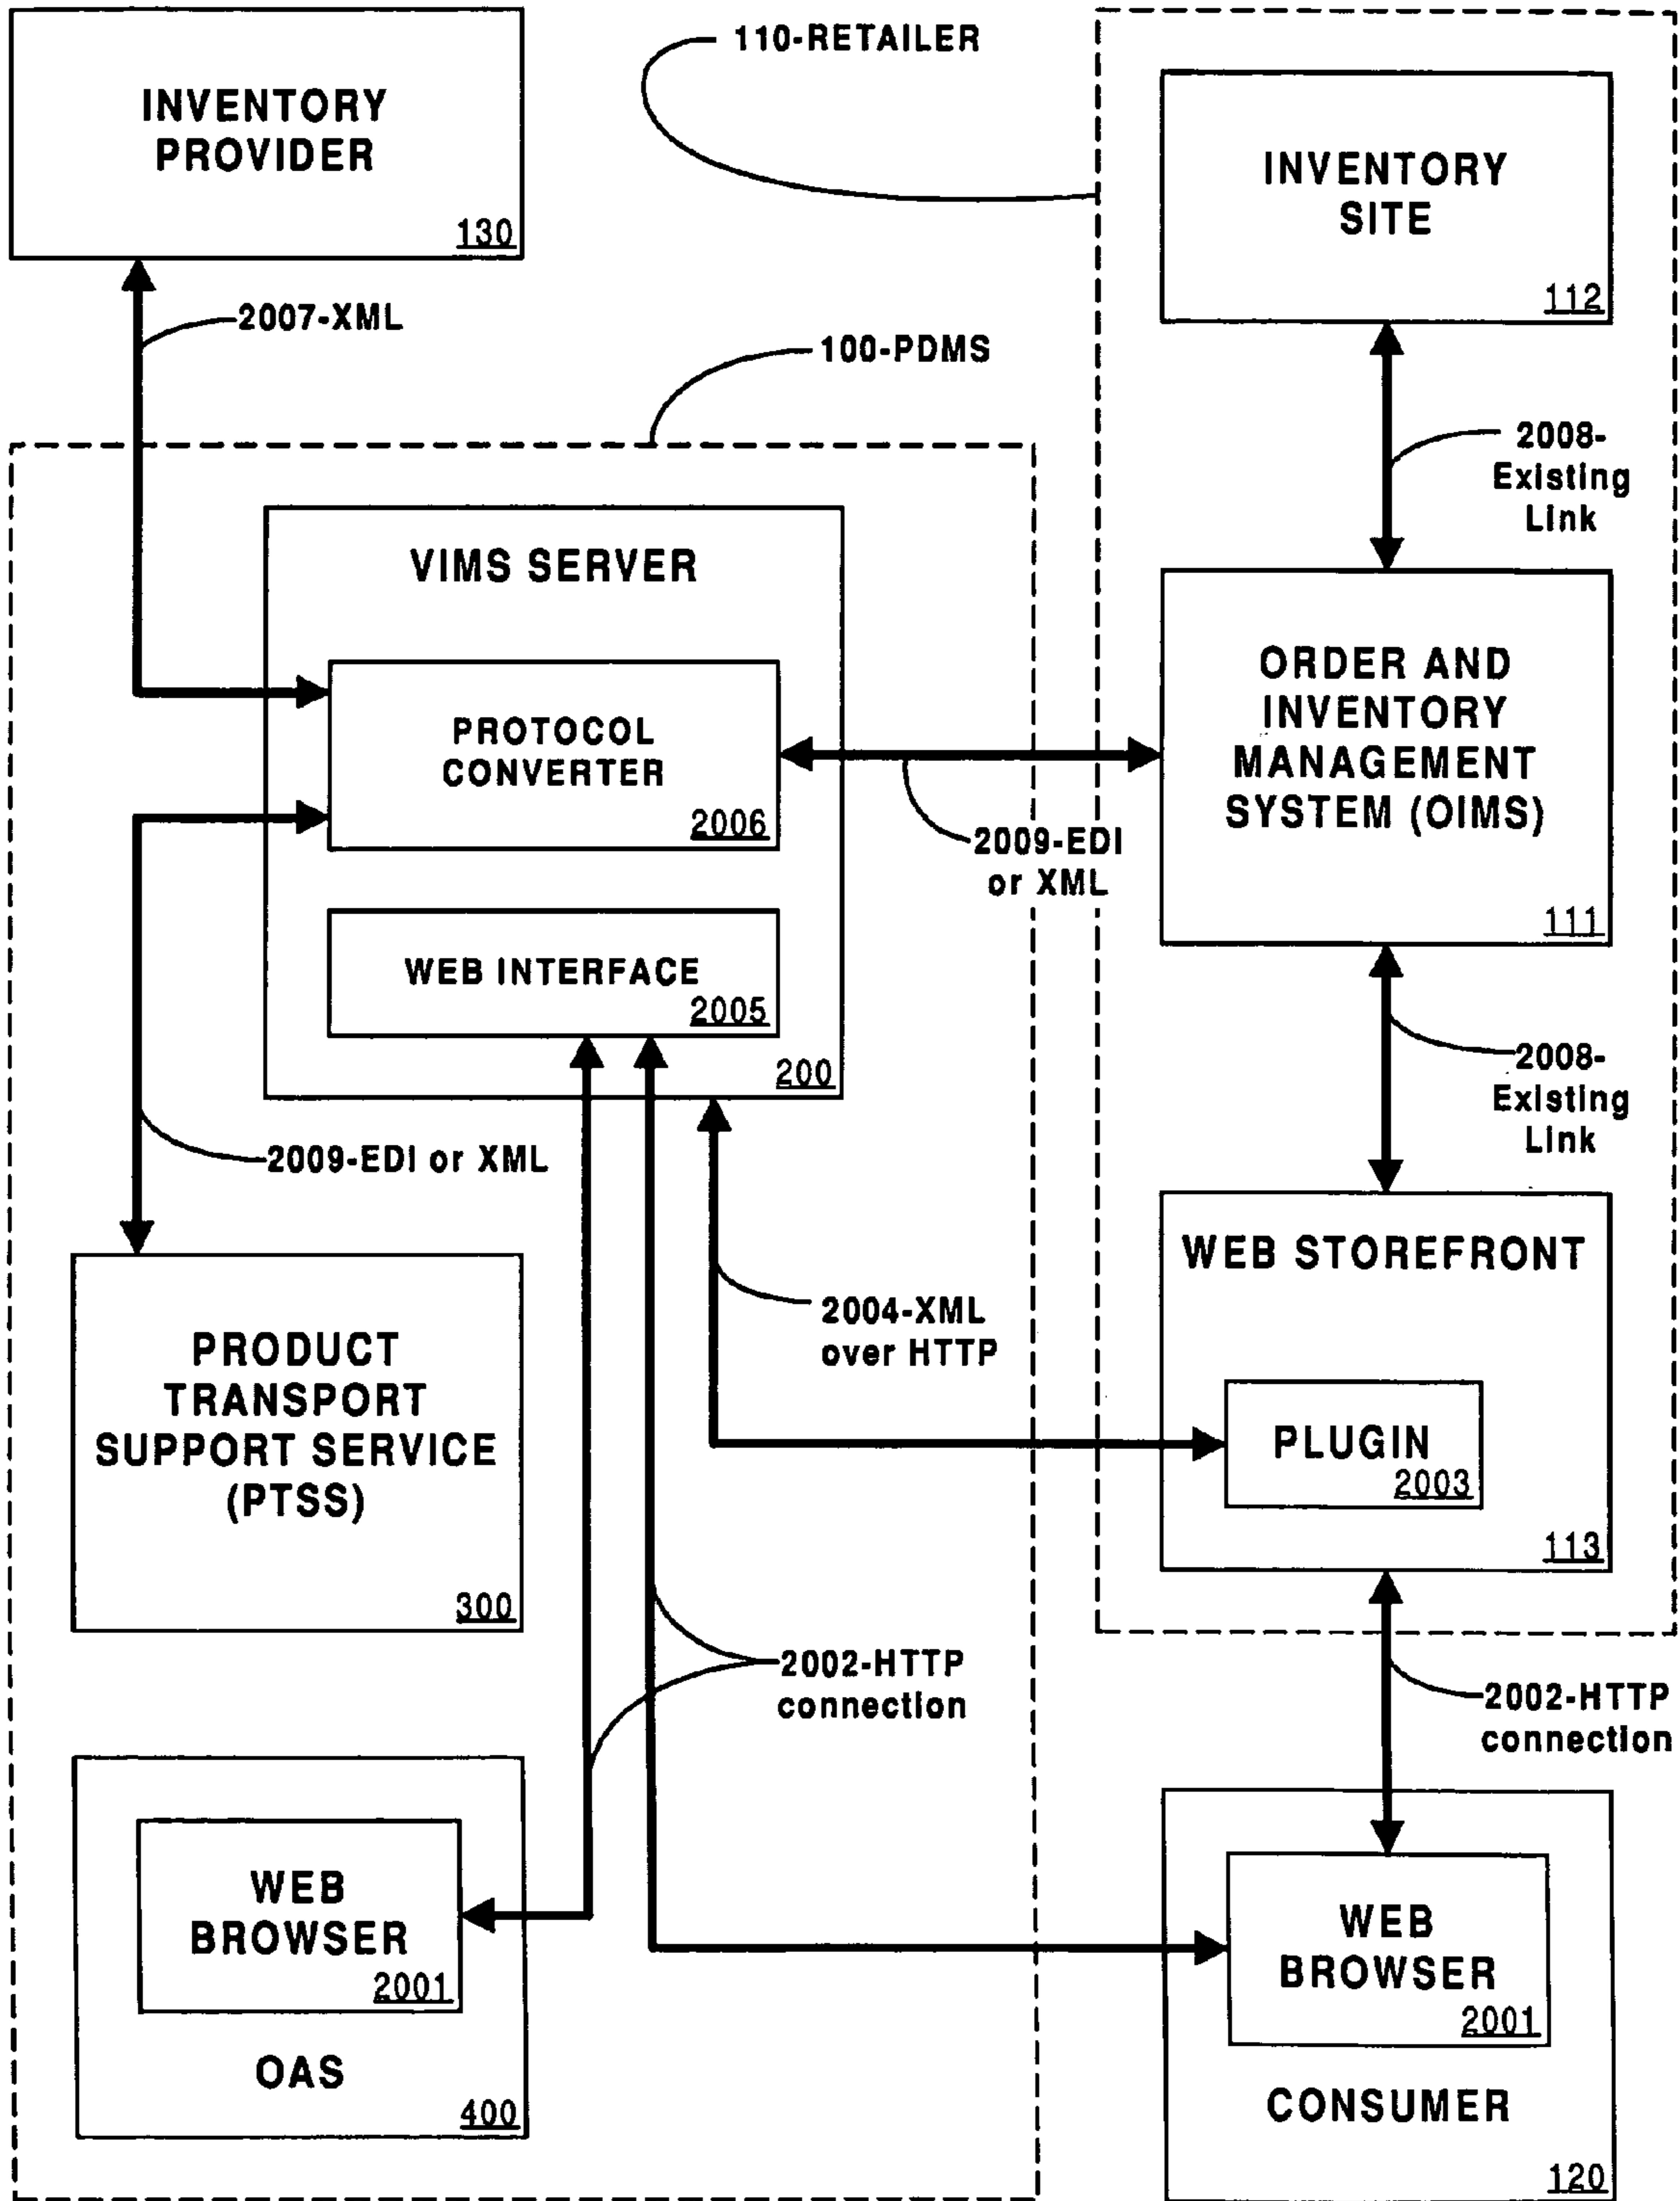 110-RETAILER
INVENTORY
PROVIDER
130
INVENTORY
SITE
112
2007-XML
100-PDMS
2008-
Existing
Link
VIMS SERVER
PROTOCOL
CONVERTER
2006
ORDER AND
INVENTORY
MANAGEMENT
SYSTEM (OIMS)
111
2009-EDI
or XML
WEB INTERFACE
2005
200
2008-
Existing
Link
2009-EDI or XML
WEB STOREFRONT
PLUGIN
2003
113
2004-XML
over HTTP
PRODUCT
TRANSPORT
SUPPORT SERVICE
(PTSS)
300
2002-HTTP
connection
2002-HTTP
connection
WEB
BROWSER
2001
OAS
400
WEB
BROWSER
2001
CONSUMER
120